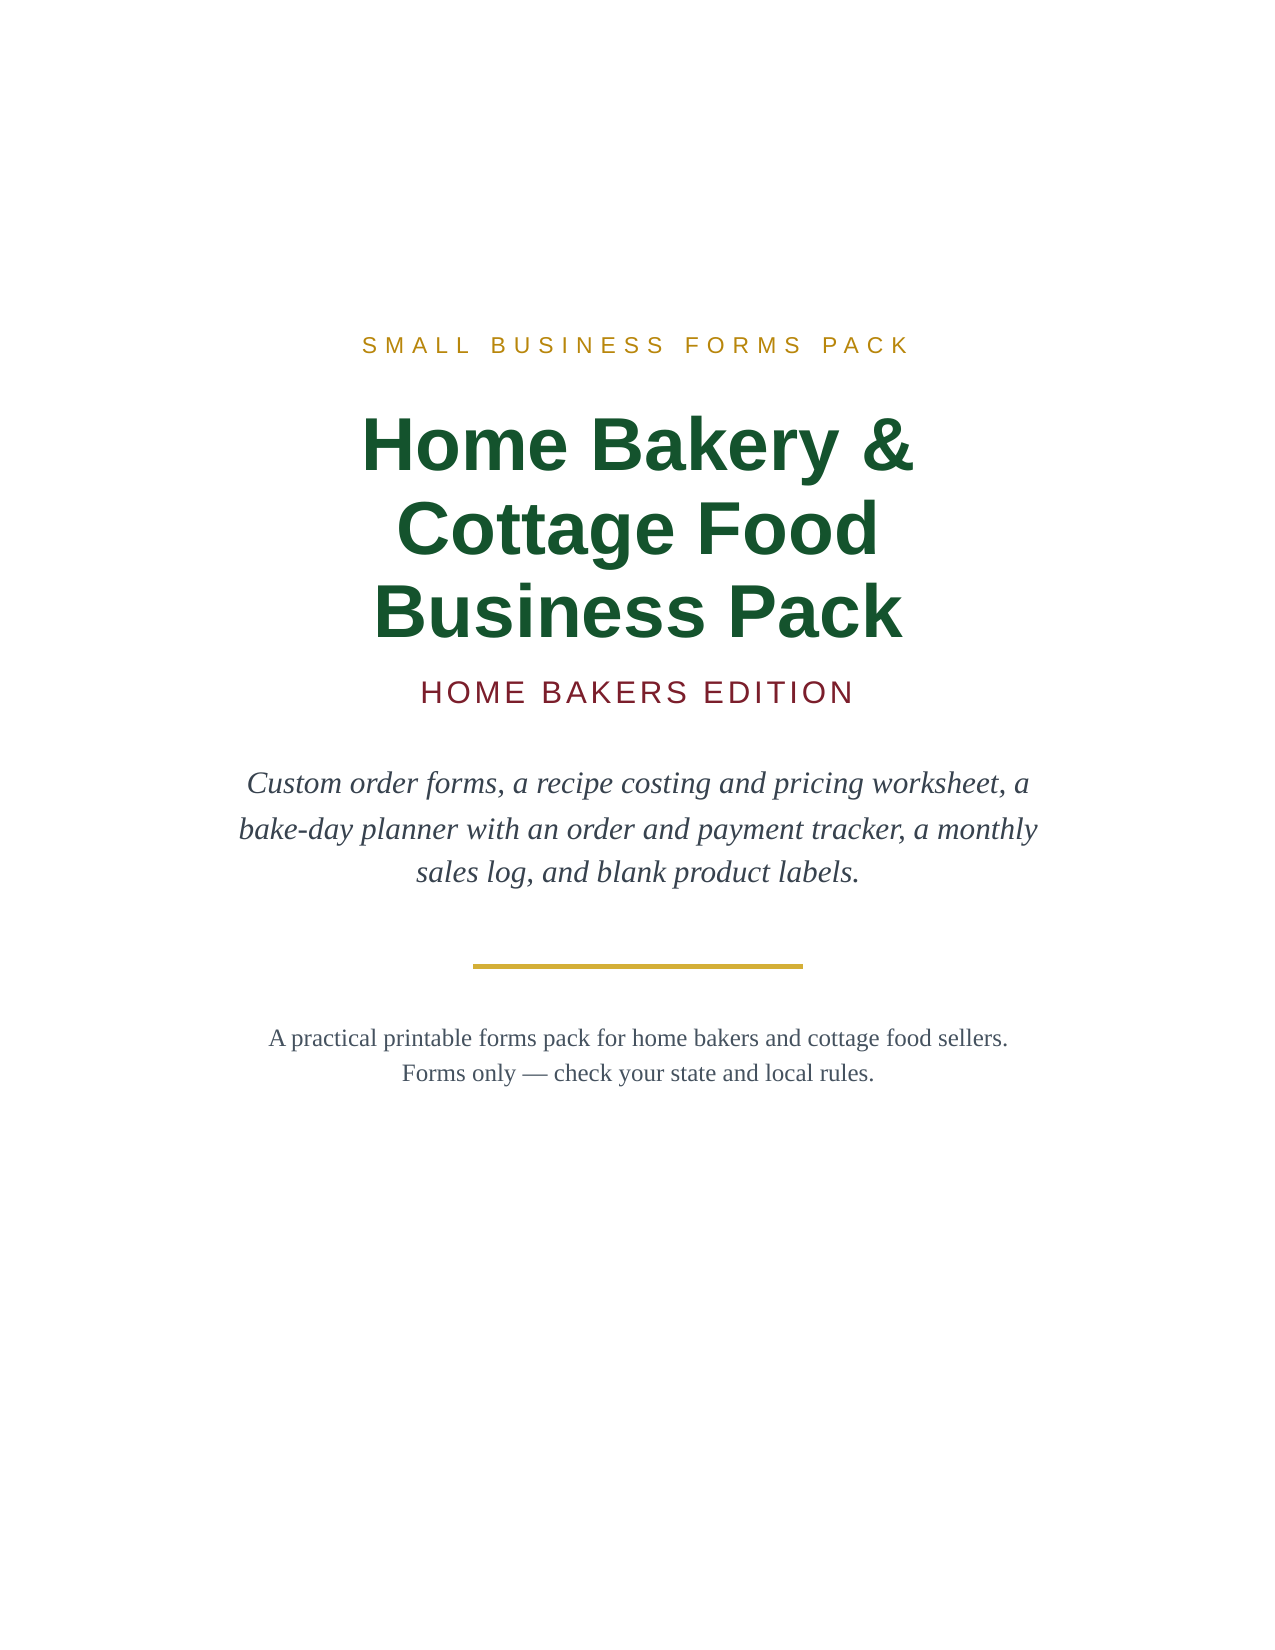 SMALL BUSINESS FORMS PACK
Home Bakery &
Cottage Food
Business Pack
HOME BAKERS EDITION
Custom order forms, a recipe costing and pricing worksheet, a
bake-day planner with an order and payment tracker, a monthly
sales log, and blank product labels.
A practical printable forms pack for home bakers and cottage food sellers.
Forms only — check your state and local rules.